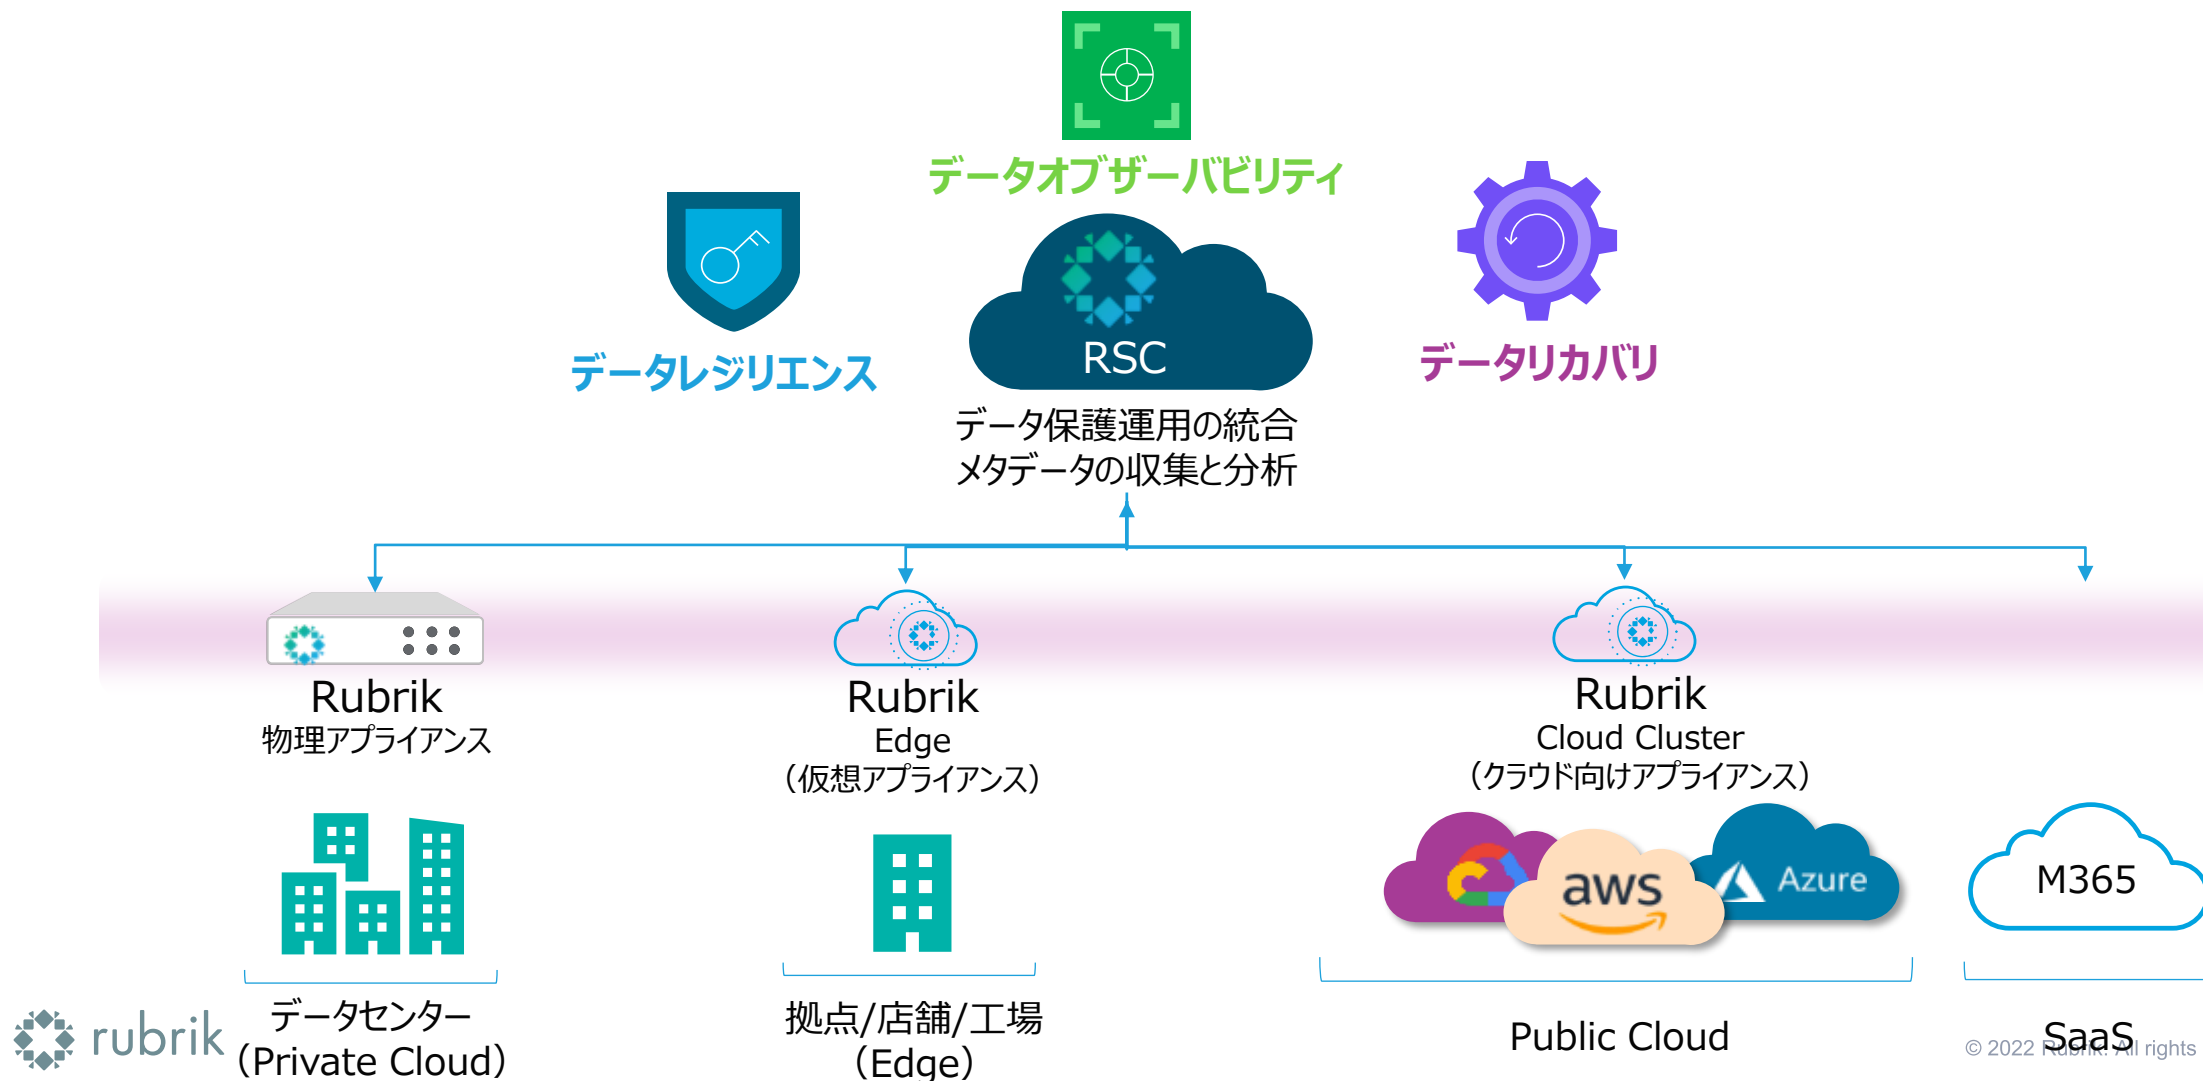 データオブザーバビリティ
データレジリエンス
RSC
データリカバリ
データ保護運用の統合
メタデータの収集と分析
Rubrik
物理アプライアンス
Rubrik
Edge
（仮想アプライアンス）
Rubrik
Cloud Cluster
（クラウド向けアプライアンス）
aws
Azure
M365
データセンター
（Private Cloud）
拠点/店舗/工場
（Edge）
Public Cloud
SaaS
rubrik
© 2022 Rubrik. All rights